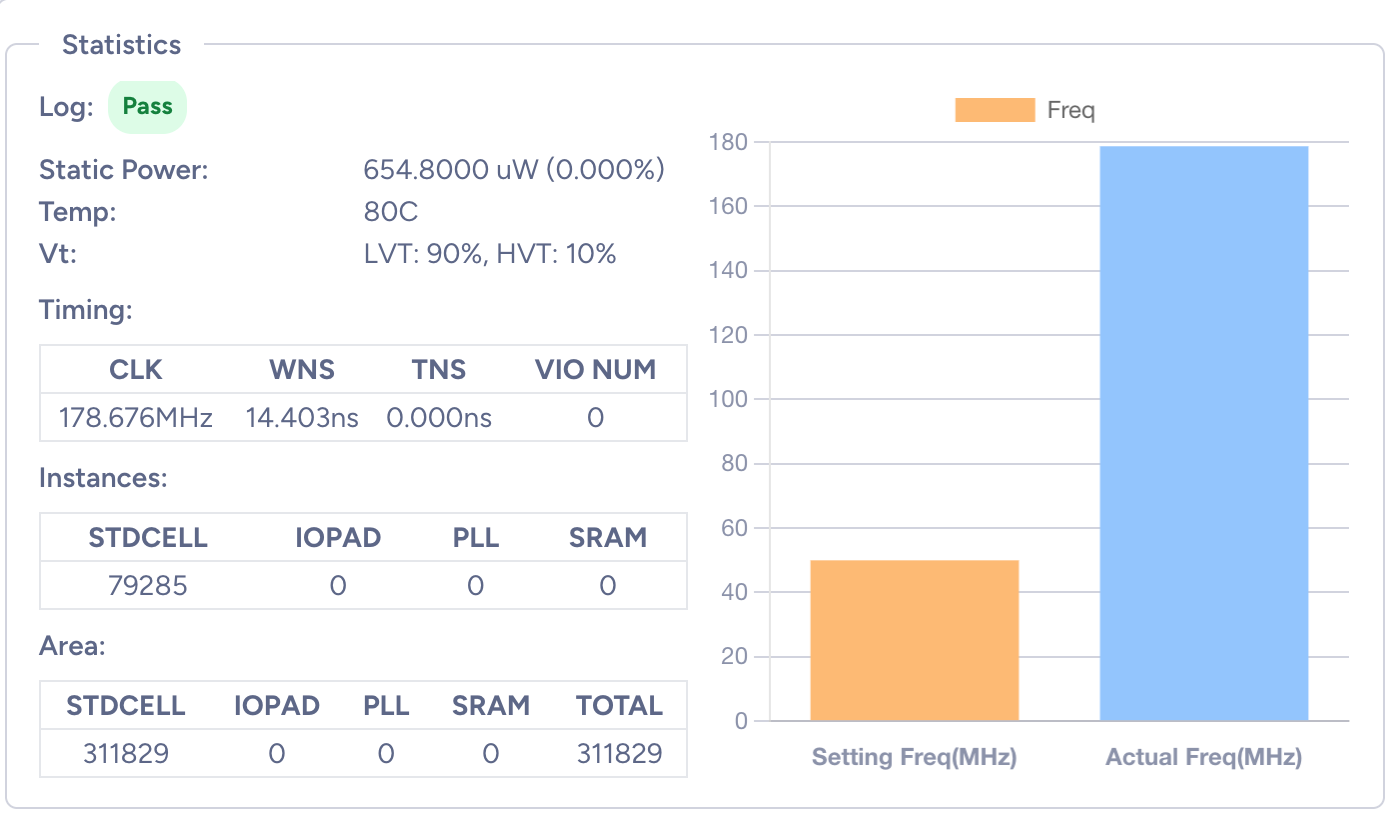 Statistics
Log: Pass
Static Power: 654.8000 uW (0.000%)
Temp: 80C
Vt: LVT: 90%, HVT: 10%
Timing:
CLK WNS TNS VIO NUM
178.676MHz 14.403ns 0.000ns 0
Instances:
STDCELL IOPAD PLL SRAM
79285 0 0 0
Area:
STDCELL IOPAD PLL SRAM TOTAL
311829 0 0 0 311829
Freq
180
160
140
120
100
80
60
40
20
0
Setting Freq(MHz) Actual Freq(MHz)